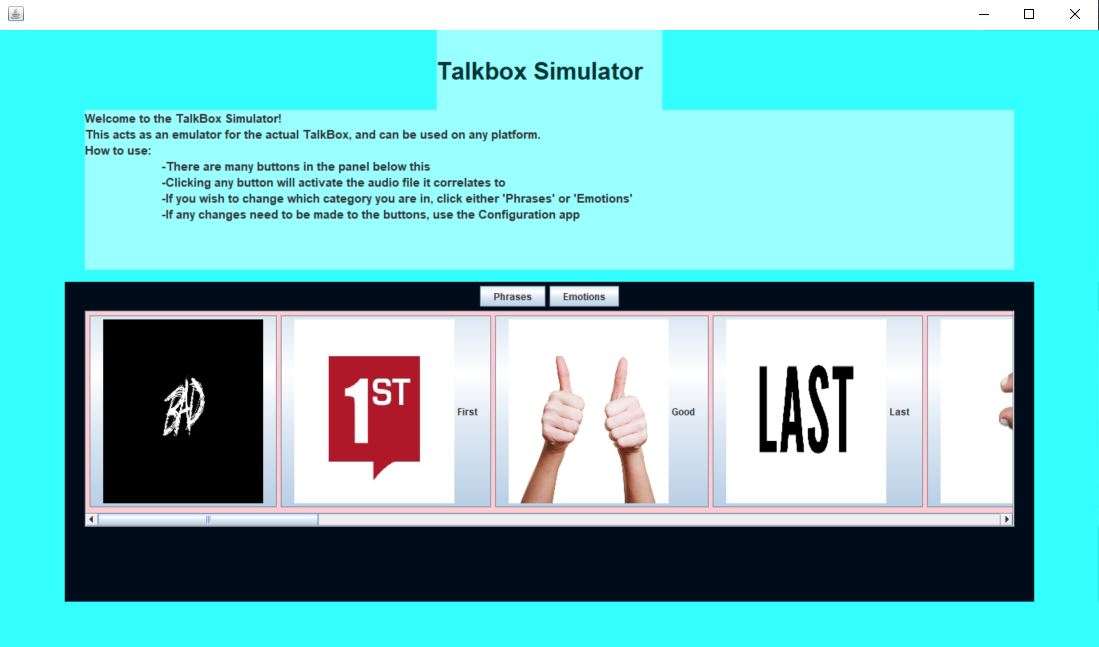 Talkbox Simulator
Welcome to the TalkBox Simulator!
This acts as an emulator for the actual TalkBox, and can be used on any platform.
How to use:
-There are many buttons in the panel below this
-Clicking any button will activate the audio file it correlates to
-If you wish to change which category you are in, click either 'Phrases' or 'Emotions'
-If any changes need to be made to the buttons, use the Configuration app
Phrases
Emotions
BAD
1ST
First
Good
LAST
Last